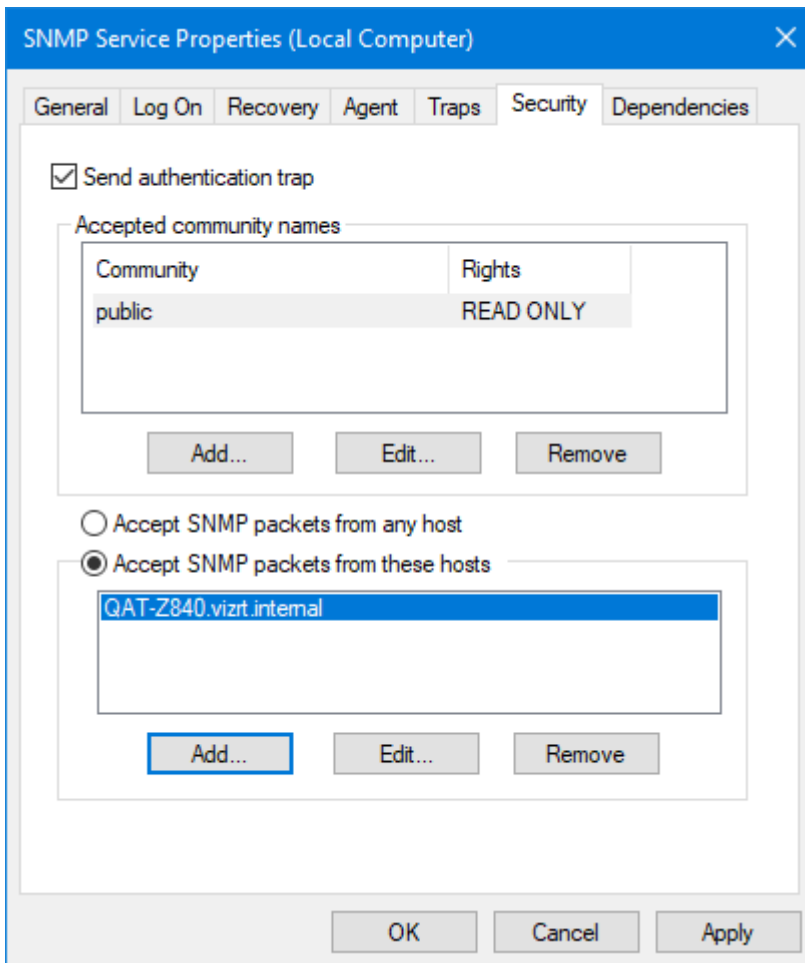 SNMP Service Properties (Local Computer)
General Log On Recovery Agent Traps Security Dependencies
Send authentication trap
Accepted community names
Community Rights
public READ ONLY
Add... Edit... Remove
Accept SNMP packets from any host
Accept SNMP packets from these hosts
QAT-Z840.vizrt.internal
Add... Edit... Remove
OK Cancel Apply